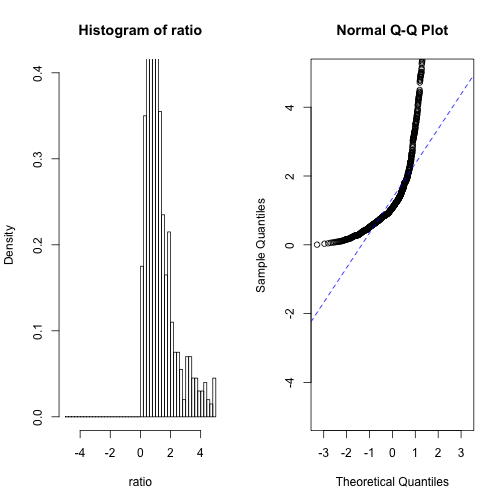 Histogram of ratio
Density
0.0 0.1 0.2 0.3 0.4
-4 -2 0 2 4
ratio
Normal Q-Q Plot
Sample Quantiles
-4 -2 0 2 4
-3 -2 -1 0 1 2 3
Theoretical Quantiles